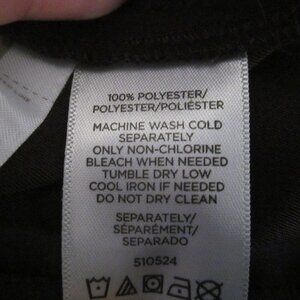 100% POLYESTER/
POLYESTER/POLIÉSTER
MACHINE WASH COLD
SEPARATELY
ONLY NON-CHLORINE
BLEACH WHEN NEEDED
TUMBLE DRY LOW
COOL IRON IF NEEDED
DO NOT DRY CLEAN
SEPARATELY/
SÉPARÉMENT/
SEPARADO
510524